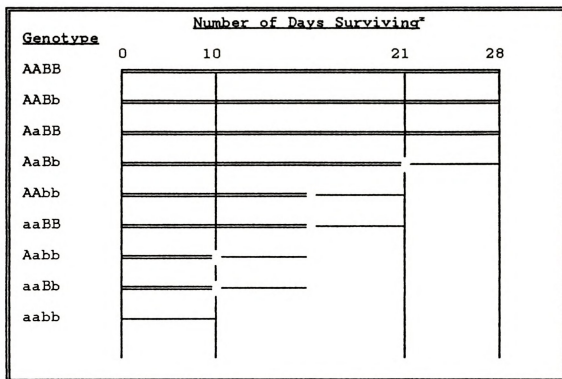 Number of Days Surviving*
Genotype
0 10 21 28
AABB
AABb
AaBB
AaBb
AAbb
aaBB
Aabb
aaBb
aabb